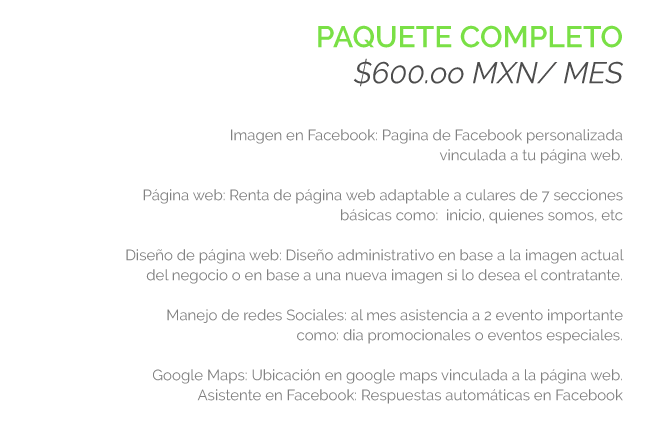 PAQUETE COMPLETO
$600.00 MXN/ MES
Imagen en Facebook: Pagina de Facebook personalizada
vinculada a tu página web.
Página web: Renta de página web adaptable a culares de 7 secciones
básicas como:  inicio, quienes somos, etc
Diseño de página web: Diseño administrativo en base a la imagen actual
del negocio o en base a una nueva imagen si lo desea el contratante.
Manejo de redes Sociales: al mes asistencia a 2 evento importante
como: dia promocionales o eventos especiales.
Google Maps: Ubicación en google maps vinculada a la página web.
Asistente en Facebook: Respuestas automáticas en Facebook